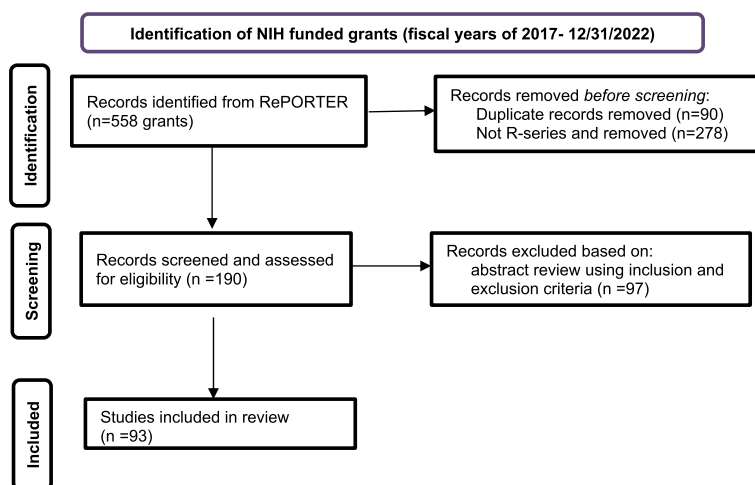 Identification of NIH funded grants (fiscal years of 2017- 12/31/2022)
Identification
Records identified from RePORTER
(n=558 grants)
Records removed before screening:
Duplicate records removed (n=90)
Not R-series and removed (n=278)
Screening
Records screened and assessed
for eligibility (n =190)
Records excluded based on:
abstract review using inclusion and
exclusion criteria (n =97)
Included
Studies included in review
(n =93)